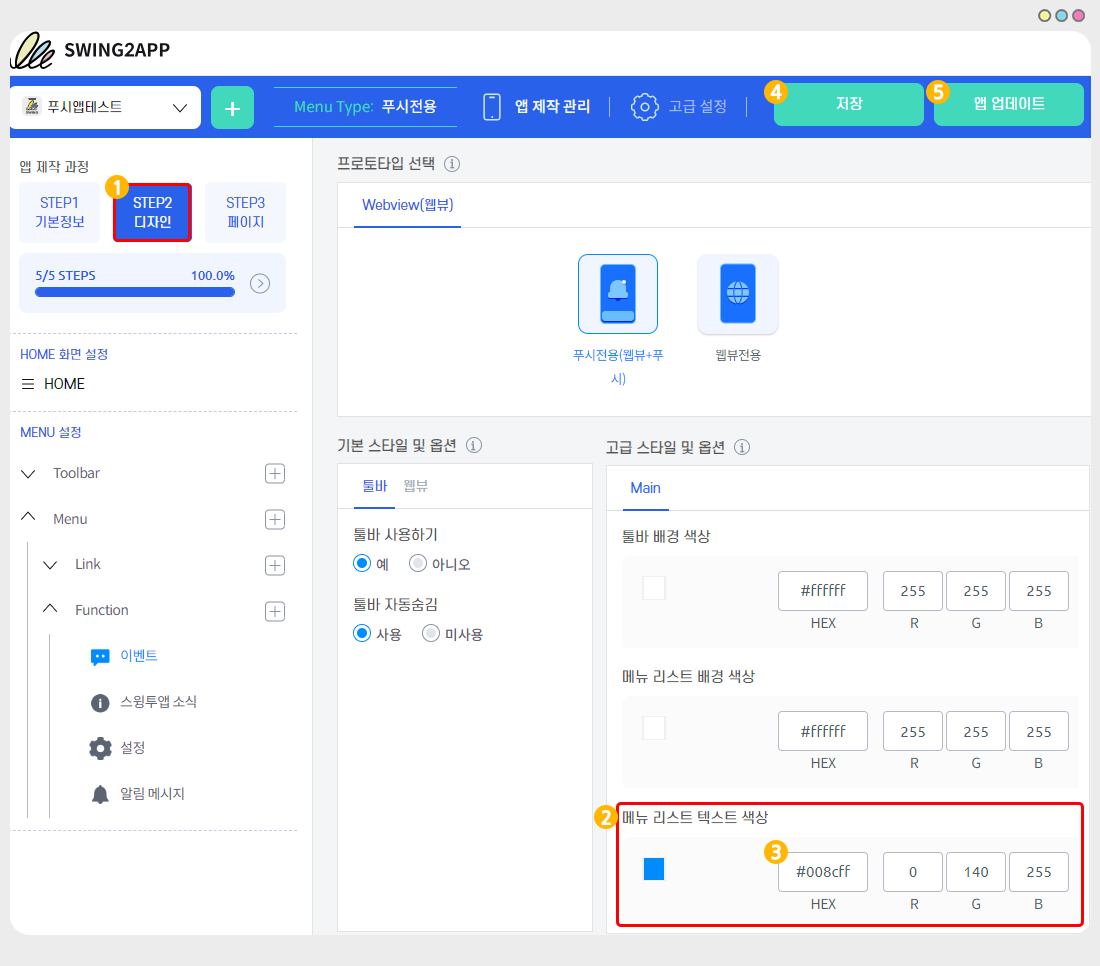 SWING2APP
푸시앱테스트
+
Menu Type: 푸시전용
앱 제작 관리
고급 설정
4
저장
5
앱 업데이트
앱 제작 과정
1
STEP1
기본정보
STEP2
디자인
STEP3
페이지
5/5 STEPS 100.0%
HOME 화면 설정
HOME
MENU 설정
Toolbar
Menu
Link
Function
이벤트
스윙투앱 소식
설정
알림 메시지
프로토타입 선택
Webview(웹뷰)
푸시전용(웹뷰+푸
시)
웹뷰전용
기본 스타일 및 옵션
툴바 웹뷰
툴바 사용하기
예 아니오
툴바 자동숨김
사용 미사용
고급 스타일 및 옵션
Main
툴바 배경 색상
#ffffff 255 255 255
HEX R G B
메뉴 리스트 배경 색상
#ffffff 255 255 255
HEX R G B
2
메뉴 리스트 텍스트 색상
3
#008cff 0 140 255
HEX R G B